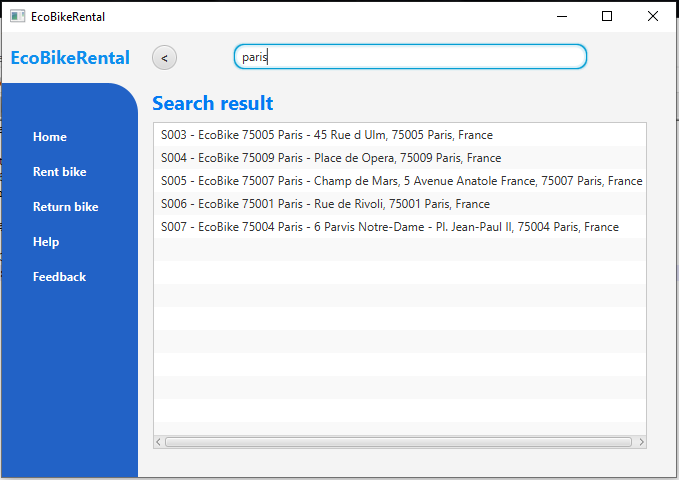 EcoBikeRental
EcoBikeRental
<
paris
Home
Rent bike
Return bike
Help
Feedback
Search result
S003 - EcoBike 75005 Paris - 45 Rue d Ulm, 75005 Paris, France
S004 - EcoBike 75009 Paris - Place de Opera, 75009 Paris, France
S005 - EcoBike 75007 Paris - Champ de Mars, 5 Avenue Anatole France, 75007 Paris, France
S006 - EcoBike 75001 Paris - Rue de Rivoli, 75001 Paris, France
S007 - EcoBike 75004 Paris - 6 Parvis Notre-Dame - Pl. Jean-Paul II, 75004 Paris, France